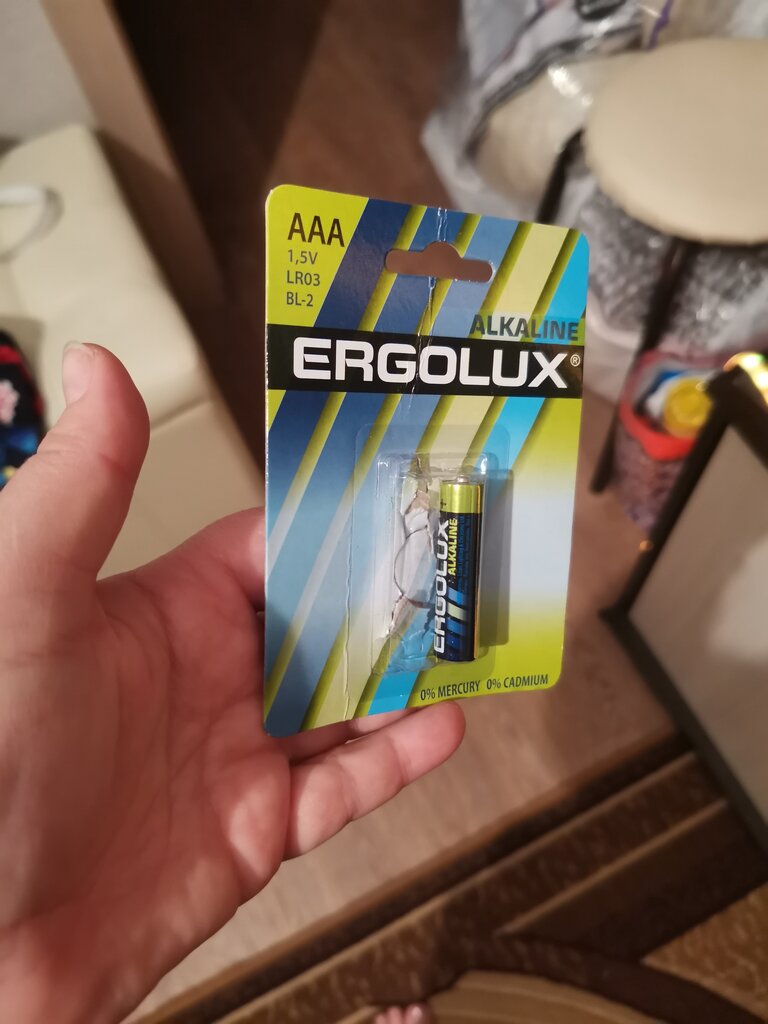 AAA
1,5V
LR03
BL-2
ALKALINE
ERGOLUX®
ERGOLUX
ALKALINE
0% MERCURY 0% CADMIUM